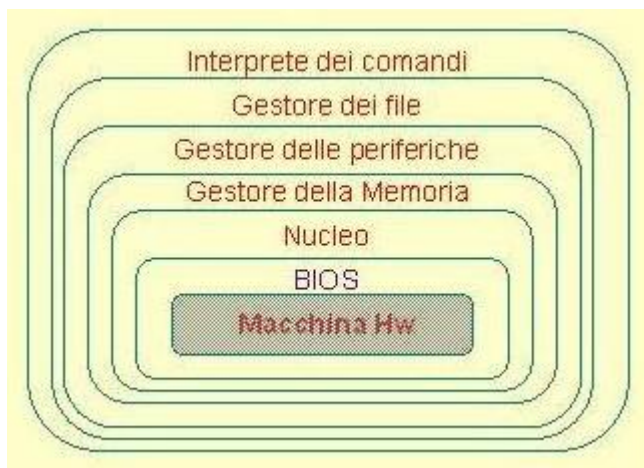 Interprete dei comandi
Gestore dei file
Gestore delle periferiche
Gestore della Memoria
Nucleo
BIOS
Macchina Hw